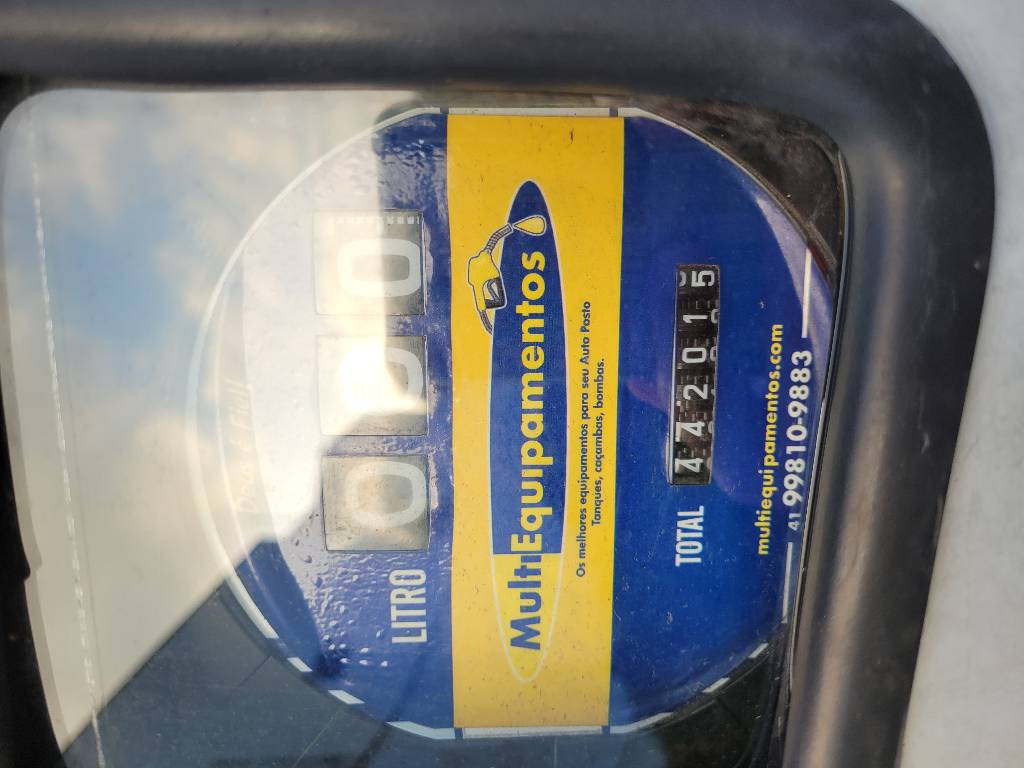 LITRO 000
MultiEquipamentos
Os melhores equipamentos para seu Auto Posto
Tanques, caçambas, bombas.
TOTAL 442015
multiequipamentos.com
41 99810-9883